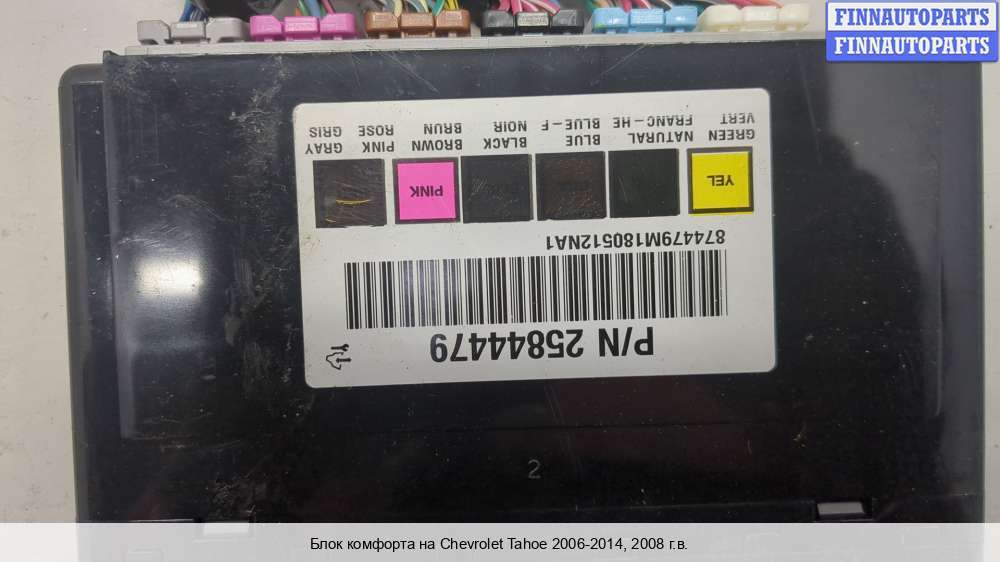 FINNAUTOPARTS
FINNAUTOPARTS
P/N 25844479
874479M180512NA1
YEL
PINK
GREEN NATURAL BLUE BLACK BROWN PINK GRAY
VERT FRANC-HE BLUE-F NOIR BRUN ROSE GRIS
2
Блок комфорта на Chevrolet Tahoe 2006-2014, 2008 г.в.